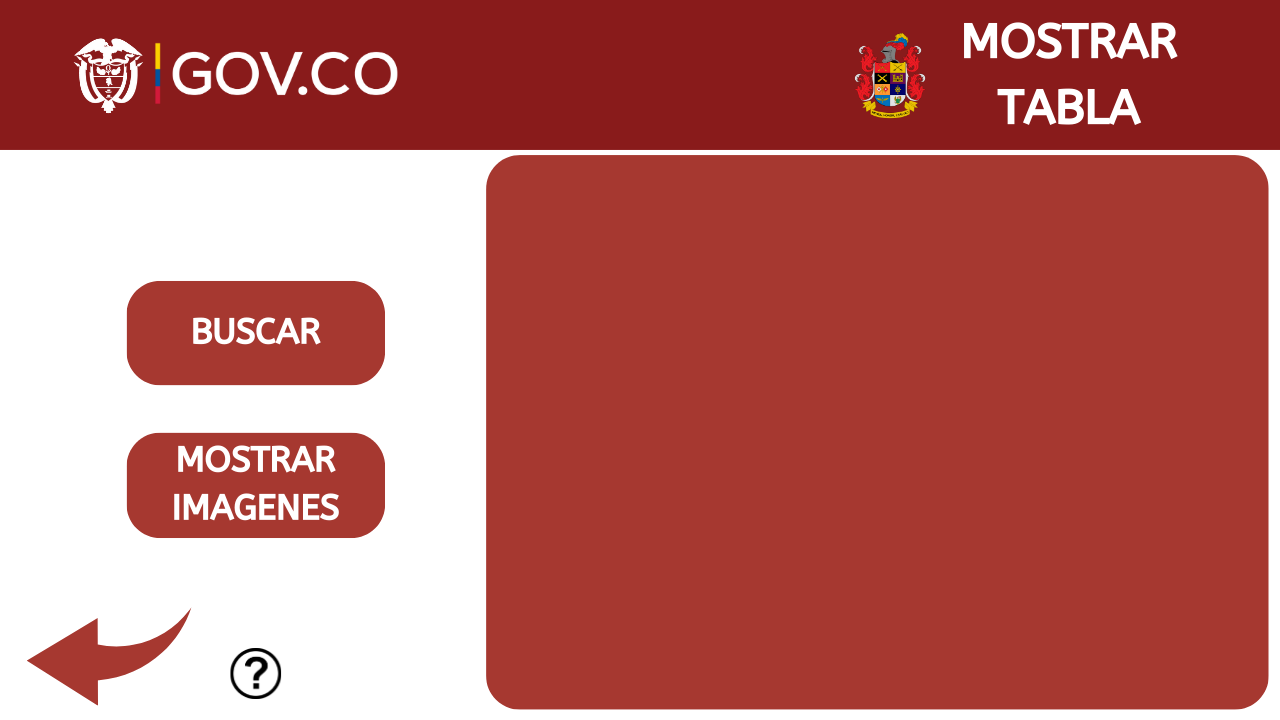 GOV.CO
MOSTRAR
TABLA
BUSCAR
MOSTRAR
IMAGENES
?